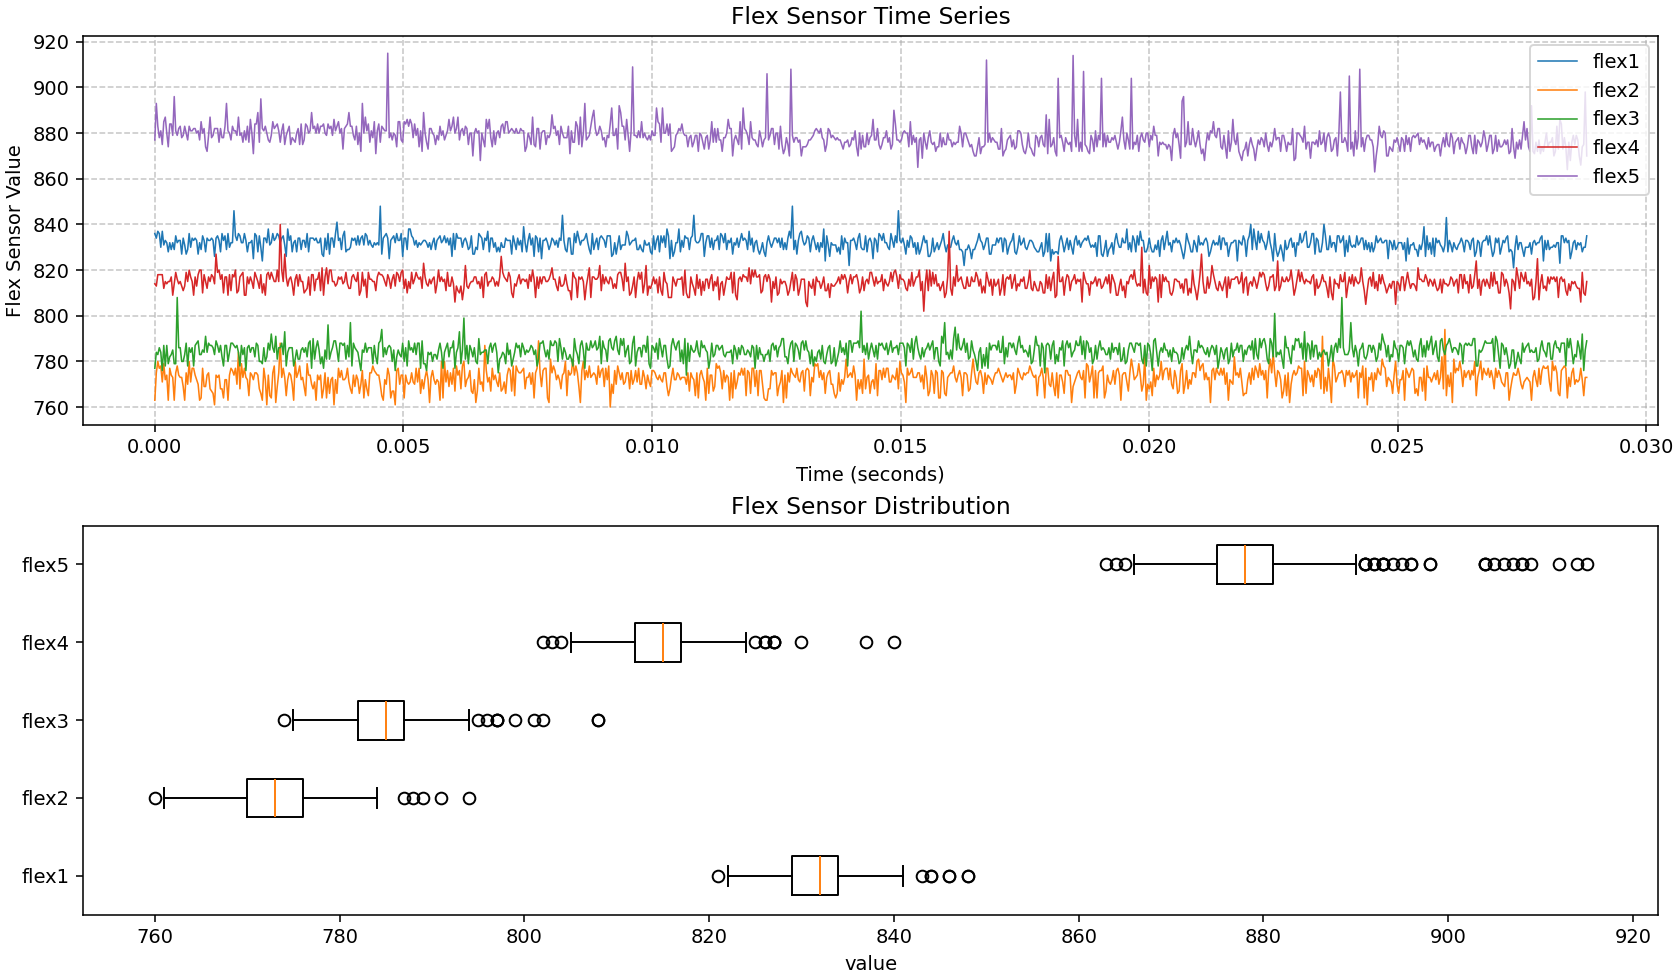 Flex Sensor Time Series
Flex Sensor Value
920
900
880
860
840
820
800
780
760
flex1
flex2
flex3
flex4
flex5
0.000 0.005 0.010 0.015 0.020 0.025 0.030
Time (seconds)
Flex Sensor Distribution
flex5
flex4
flex3
flex2
flex1
760 780 800 820 840 860 880 900 920
value